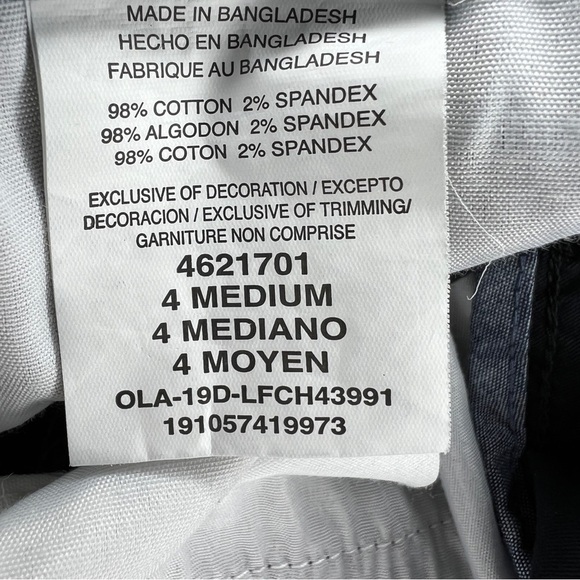 MADE IN BANGLADESH
HECHO EN BANGLADESH
FABRIQUE AU BANGLADESH
98% COTTON 2% SPANDEX
98% ALGODON 2% SPANDEX
98% COTON 2% SPANDEX
EXCLUSIVE OF DECORATION / EXCEPTO
DECORACION / EXCLUSIVE OF TRIMMING/
GARNITURE NON COMPRISE
4621701
4 MEDIUM
4 MEDIANO
4 MOYEN
OLA-19D-LFCH43991
191057419973